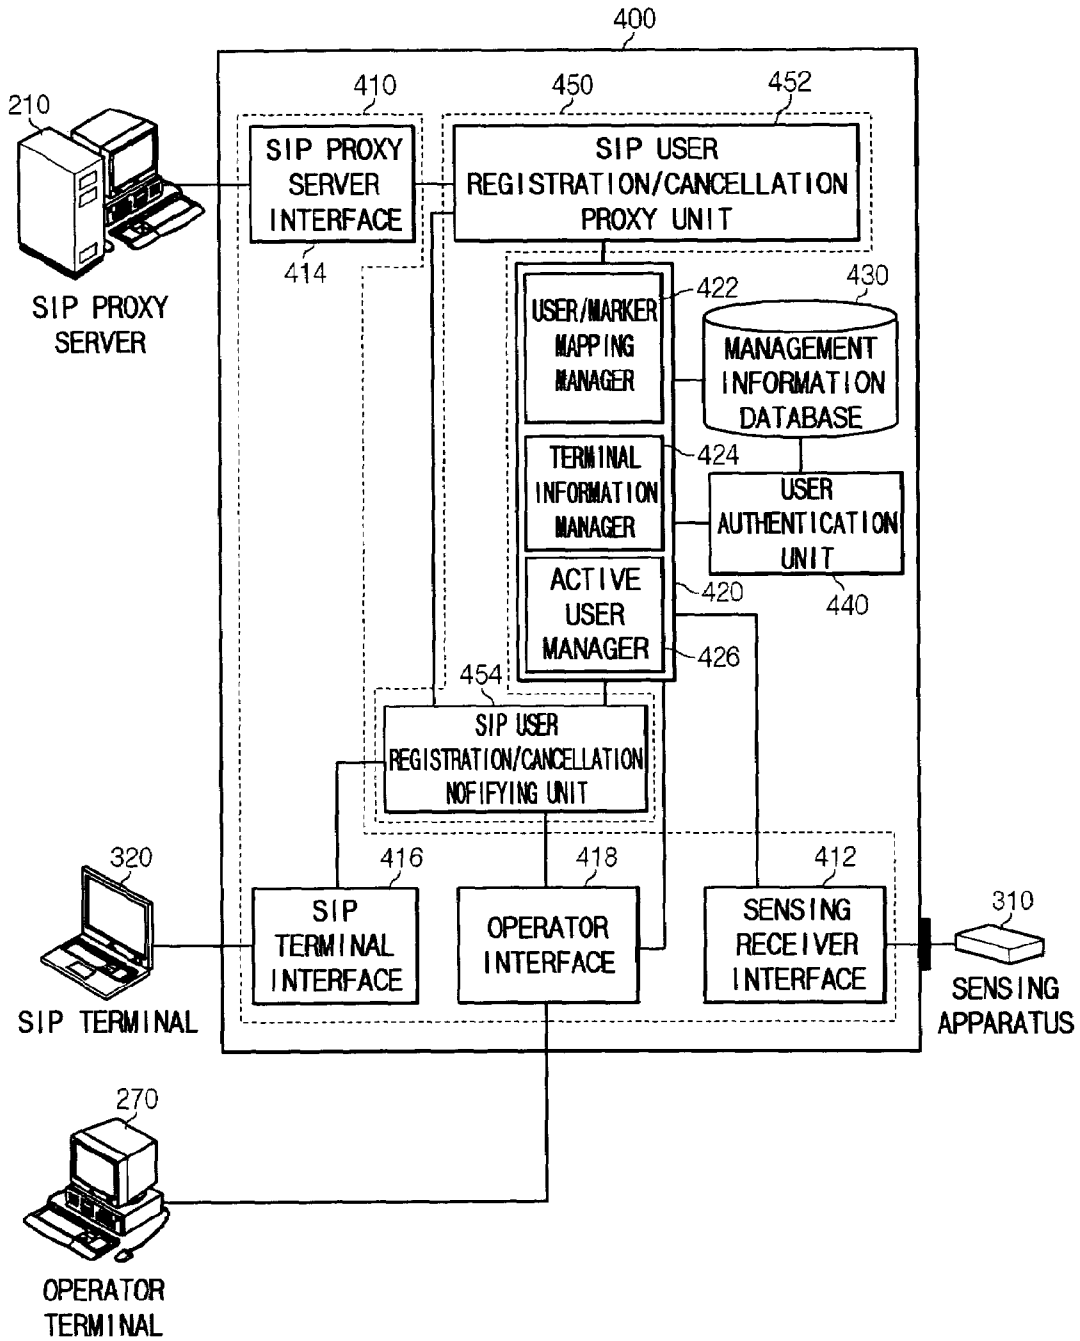 400
210
410
450
452
SIP PROXY
SERVER
INTERFACE
414
SIP USER
REGISTRATION/CANCELLATION
PROXY UNIT
SIP PROXY
SERVER
USER/MARKER
MAPPING
MANAGER
422
430
MANAGEMENT
INFORMATION
DATABASE
TERMINAL
INFORMATION
MANAGER
424
USER
AUTHENTICATION
UNIT
440
ACTIVE
USER
MANAGER
420
426
454
SIP USER
REGISTRATION/CANCELLATION
NOFIFYING UNIT
320
416
418
412
310
SIP
TERMINAL
INTERFACE
OPERATOR
INTERFACE
SENSING
RECEIVER
INTERFACE
SIP TERMINAL
SENSING
APPARATUS
270
OPERATOR
TERMINAL